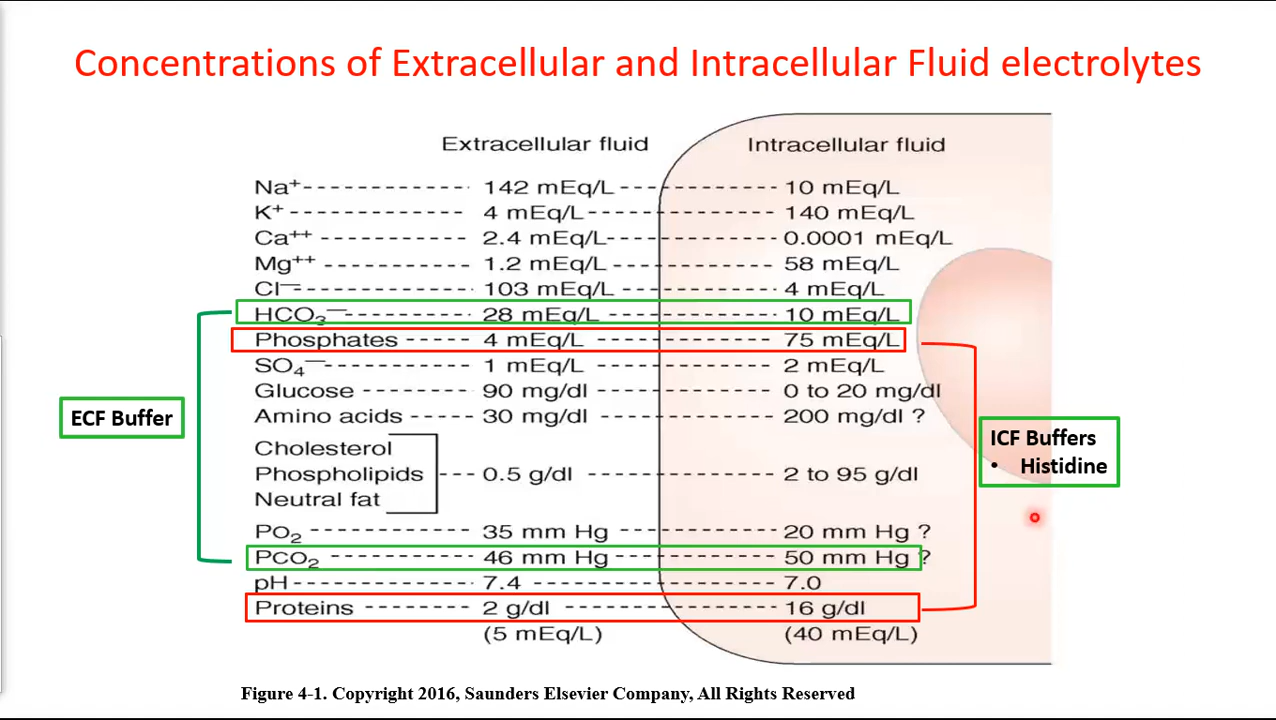 Concentrations of Extracellular and Intracellular Fluid electrolytes
Extracellular fluid Intracellular fluid
Na+ 142 mEq/L 10 mEq/L
K+ 4 mEq/L 140 mEq/L
Ca++ 2.4 mEq/L 0.0001 mEq/L
Mg++ 1.2 mEq/L 58 mEq/L
Cl− 103 mEq/L 4 mEq/L
HCO3− 28 mEq/L 10 mEq/L
Phosphates 4 mEq/L 75 mEq/L
SO4− 1 mEq/L 2 mEq/L
Glucose 90 mg/dl 0 to 20 mg/dl
Amino acids 30 mg/dl 200 mg/dl ?
Cholesterol
Phospholipids 0.5 g/dl 2 to 95 g/dl
Neutral fat
PO2 35 mm Hg 20 mm Hg ?
PCO2 46 mm Hg 50 mm Hg ?
pH 7.4 7.0
Proteins 2 g/dl 16 g/dl
(5 mEq/L) (40 mEq/L)
ECF Buffer
ICF Buffers
• Histidine
Figure 4-1. Copyright 2016, Saunders Elsevier Company, All Rights Reserved